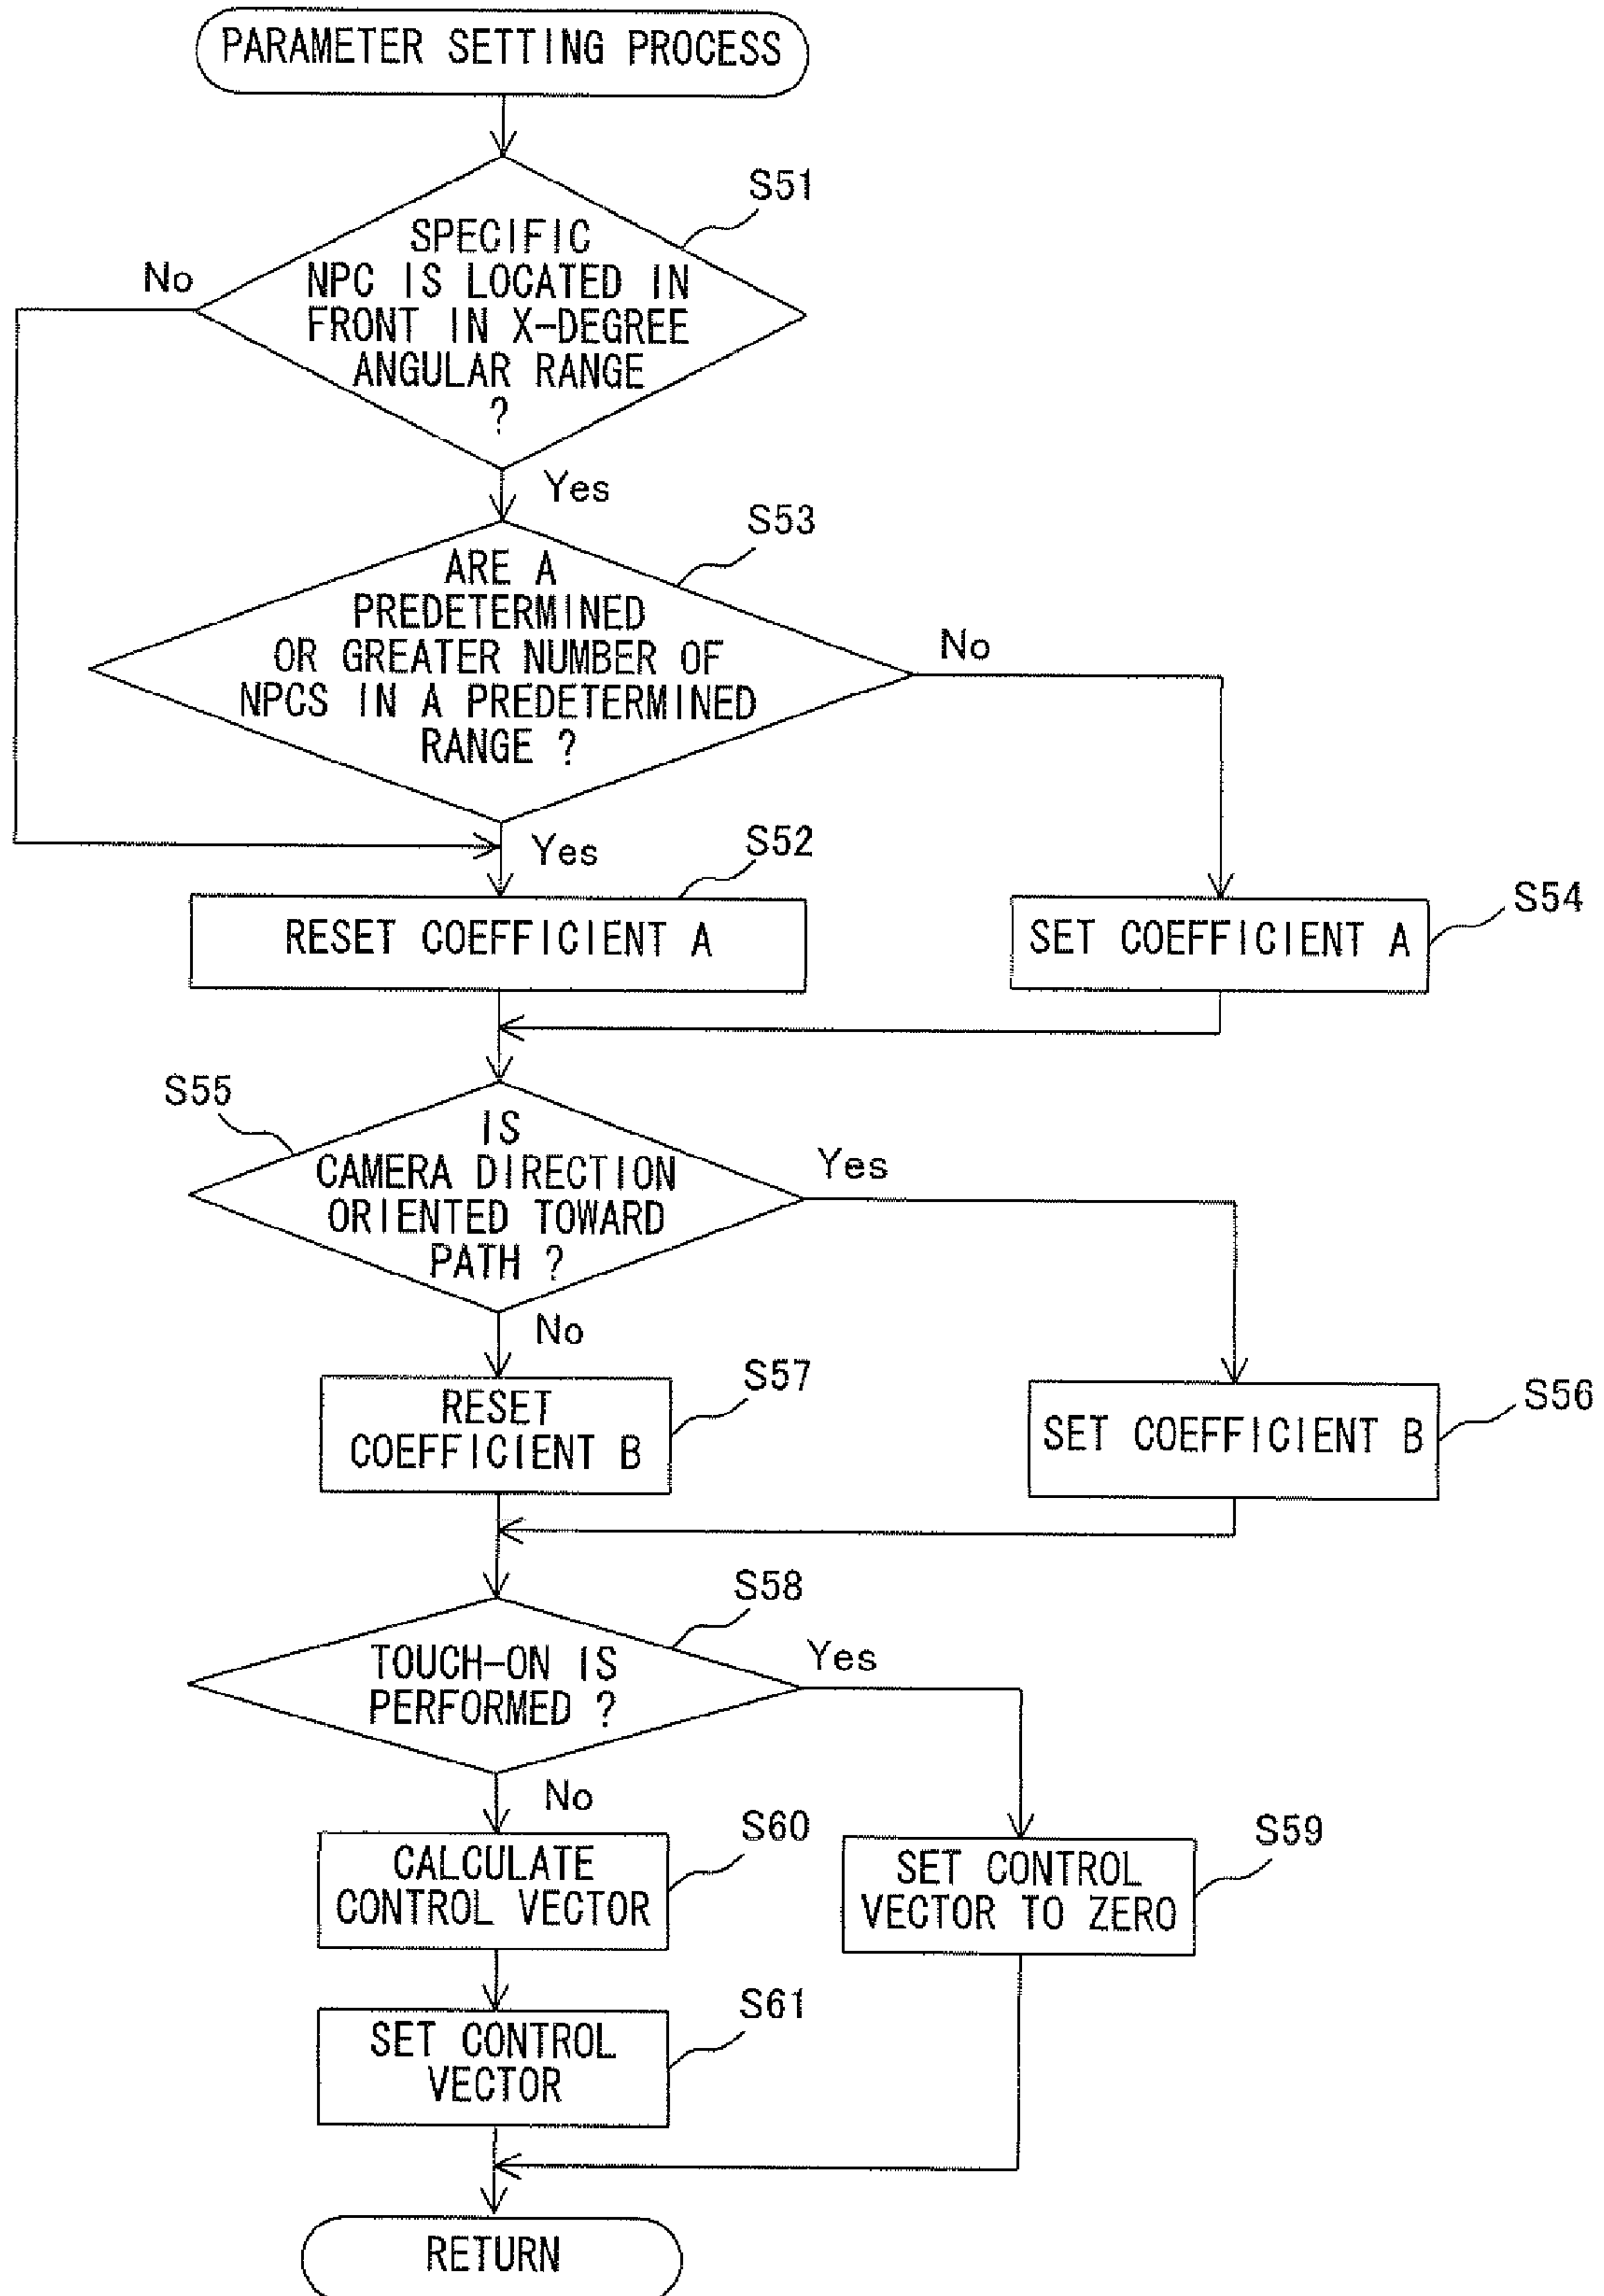 PARAMETER SETTING PROCESS
S51
SPECIFIC
NPC IS LOCATED IN
FRONT IN X-DEGREE
ANGULAR RANGE
?
No
Yes
S53
ARE A
PREDETERMINED
OR GREATER NUMBER OF
NPCS IN A PREDETERMINED
RANGE ?
No
Yes
S52
RESET COEFFICIENT A
S54
SET COEFFICIENT A
S55
IS
CAMERA DIRECTION
ORIENTED TOWARD
PATH ?
Yes
No
S57
RESET
COEFFICIENT B
S56
SET COEFFICIENT B
S58
TOUCH-ON IS
PERFORMED ?
Yes
No
S60
CALCULATE
CONTROL VECTOR
S59
SET CONTROL
VECTOR TO ZERO
S61
SET CONTROL
VECTOR
RETURN